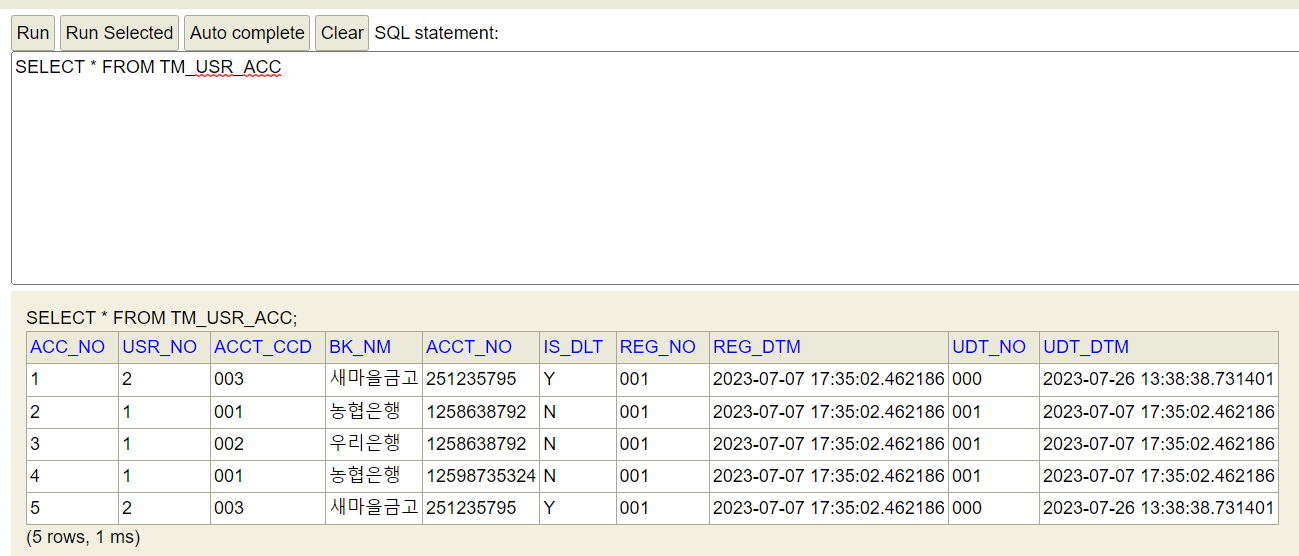 Run Run Selected Auto complete Clear SQL statement:
SELECT * FROM TM_USR_ACC
SELECT * FROM TM_USR_ACC;
ACC_NO USR_NO ACCT_CCD BK_NM ACCT_NO IS_DLT REG_NO REG_DTM UDT_NO UDT_DTM
1 2 003 새마을금고 251235795 Y 001 2023-07-07 17:35:02.462186 000 2023-07-26 13:38:38.731401
2 1 001 농협은행 1258638792 N 001 2023-07-07 17:35:02.462186 001 2023-07-07 17:35:02.462186
3 1 002 우리은행 1258638792 N 001 2023-07-07 17:35:02.462186 001 2023-07-07 17:35:02.462186
4 1 001 농협은행 12598735324 N 001 2023-07-07 17:35:02.462186 001 2023-07-07 17:35:02.462186
5 2 003 새마을금고 251235795 Y 001 2023-07-07 17:35:02.462186 000 2023-07-26 13:38:38.731401
(5 rows, 1 ms)